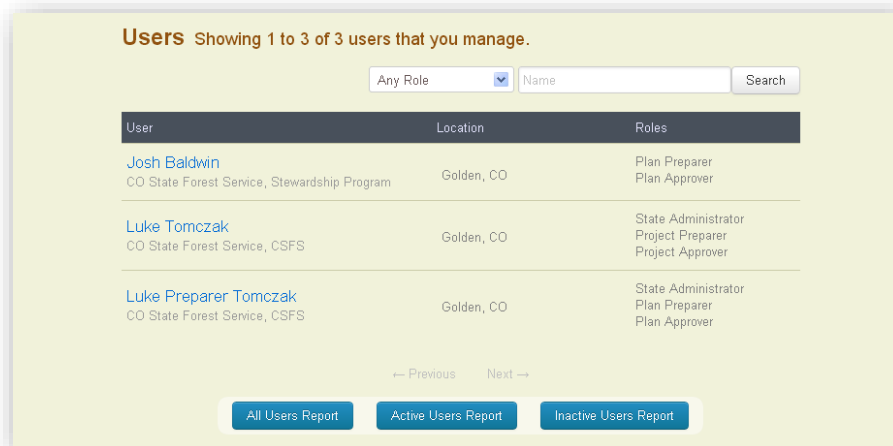 Users Showing 1 to 3 of 3 users that you manage.
Any Role Name Search
User Location Roles
Josh Baldwin
CO State Forest Service, Stewardship Program
Golden, CO
Plan Preparer
Plan Approver
Luke Tomczak
CO State Forest Service, CSFS
Golden, CO
State Administrator
Project Preparer
Project Approver
Luke Preparer Tomczak
CO State Forest Service, CSFS
Golden, CO
State Administrator
Plan Preparer
Plan Approver
← Previous Next →
All Users Report Active Users Report Inactive Users Report